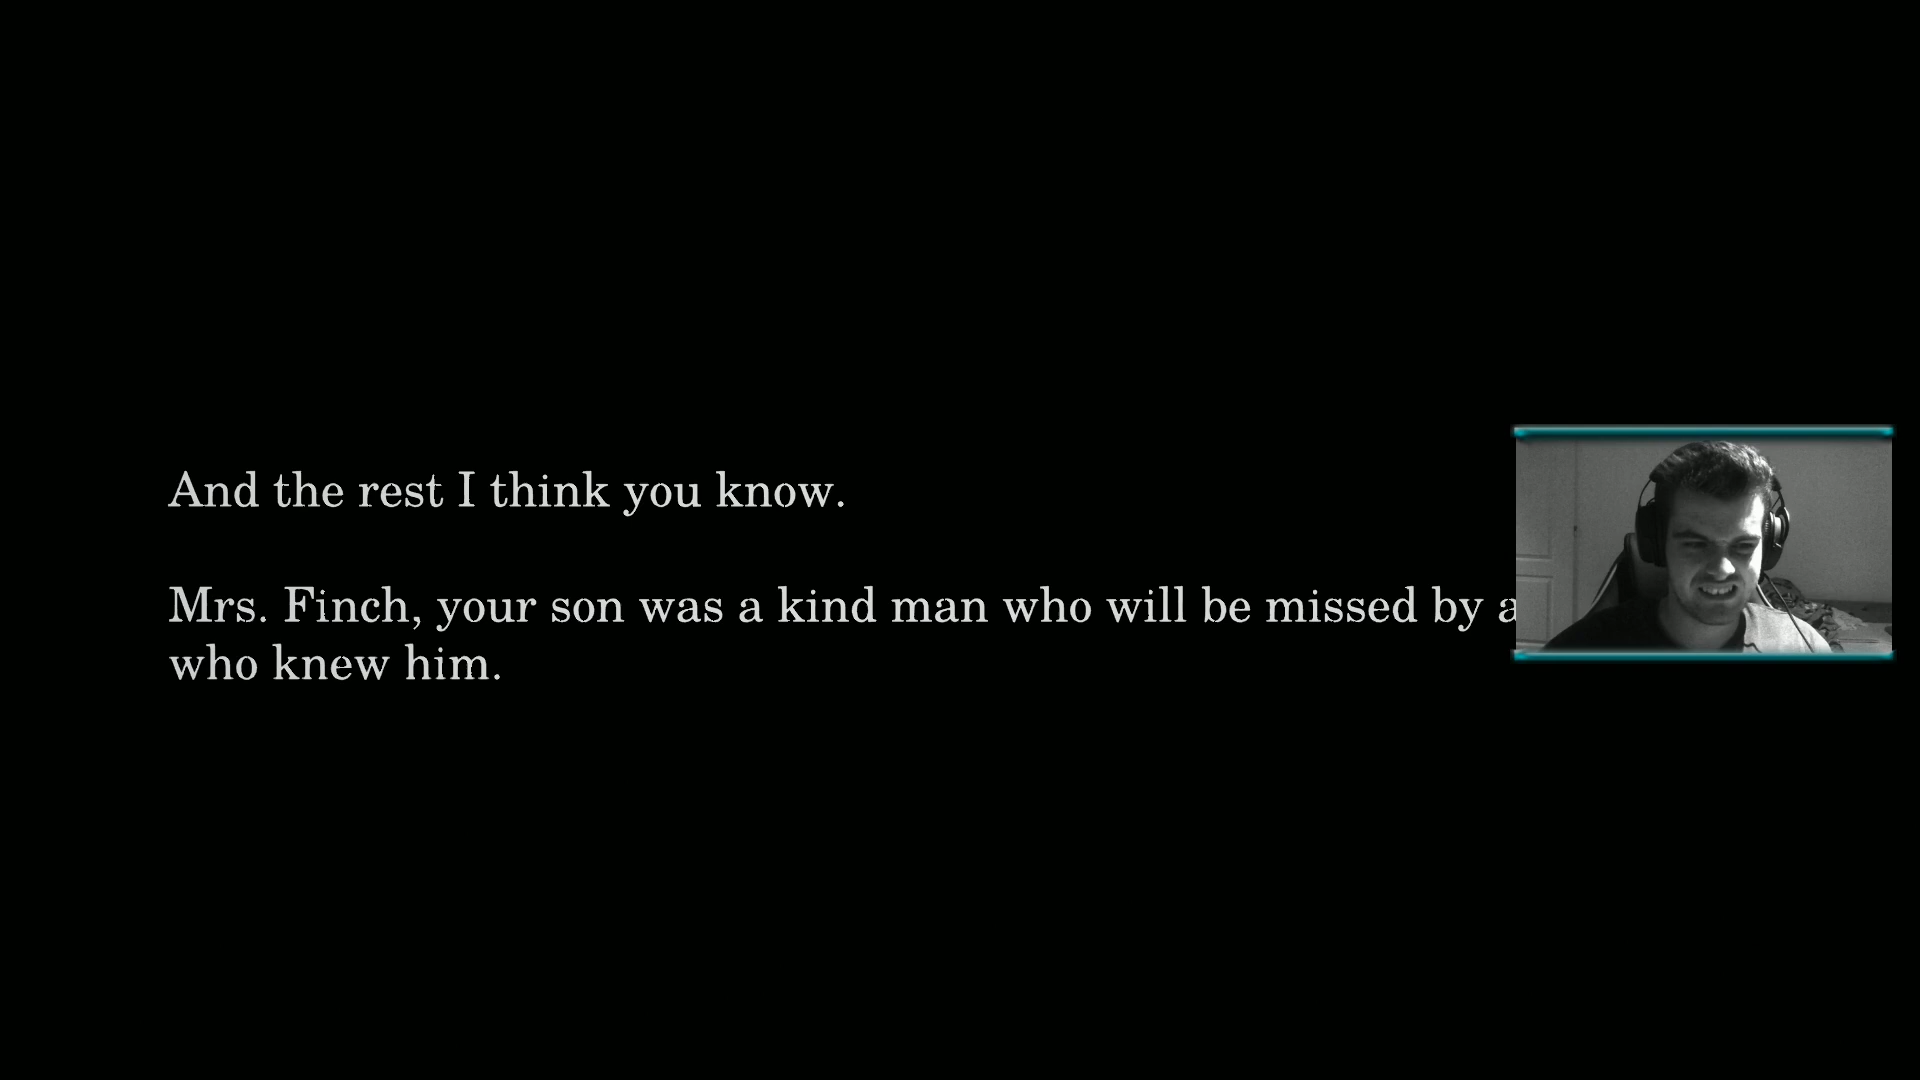 And the rest I think you know.
Mrs. Finch, your son was a kind man who will be missed by
who knew him.